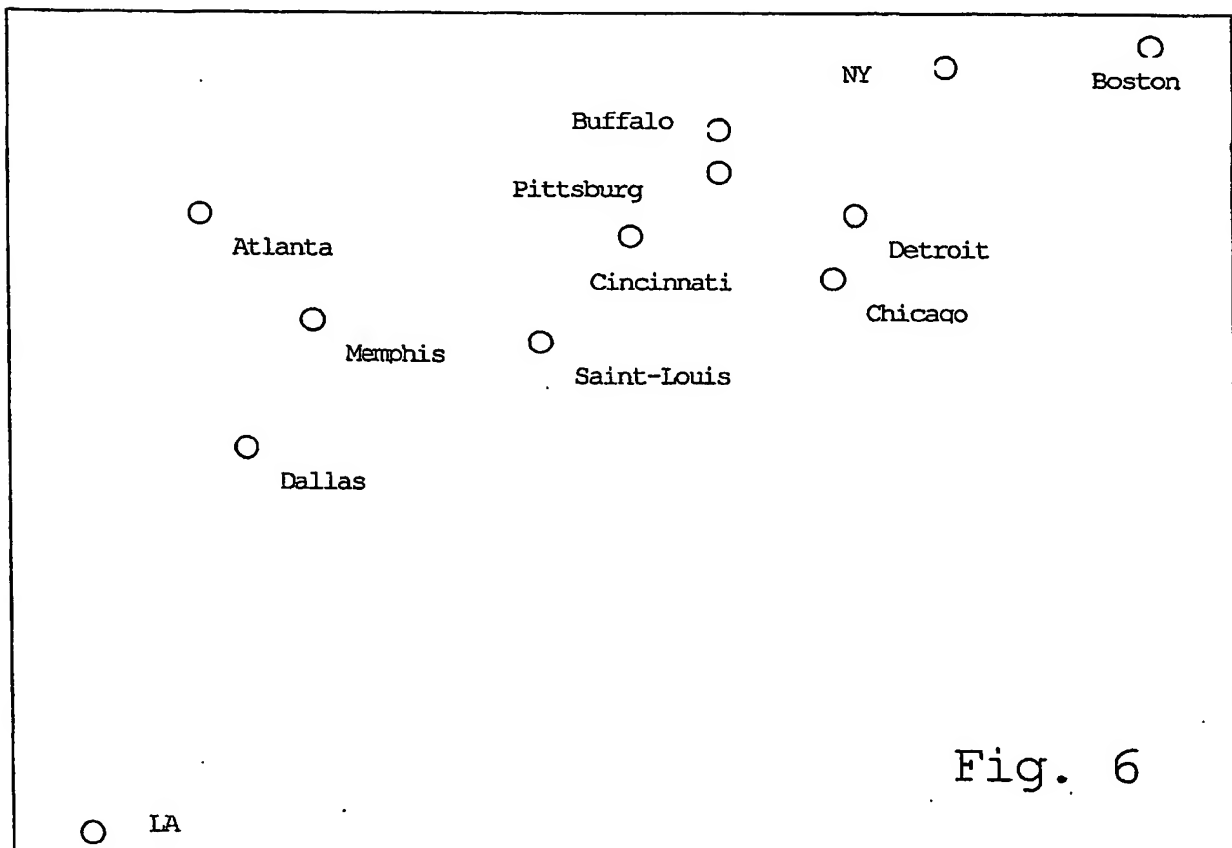 NY
Boston
Buffalo
Pittsburg
Atlanta
Detroit
Cincinnati
Chicago
Memphis
Saint-Louis
Dallas
Fig. 6
LA